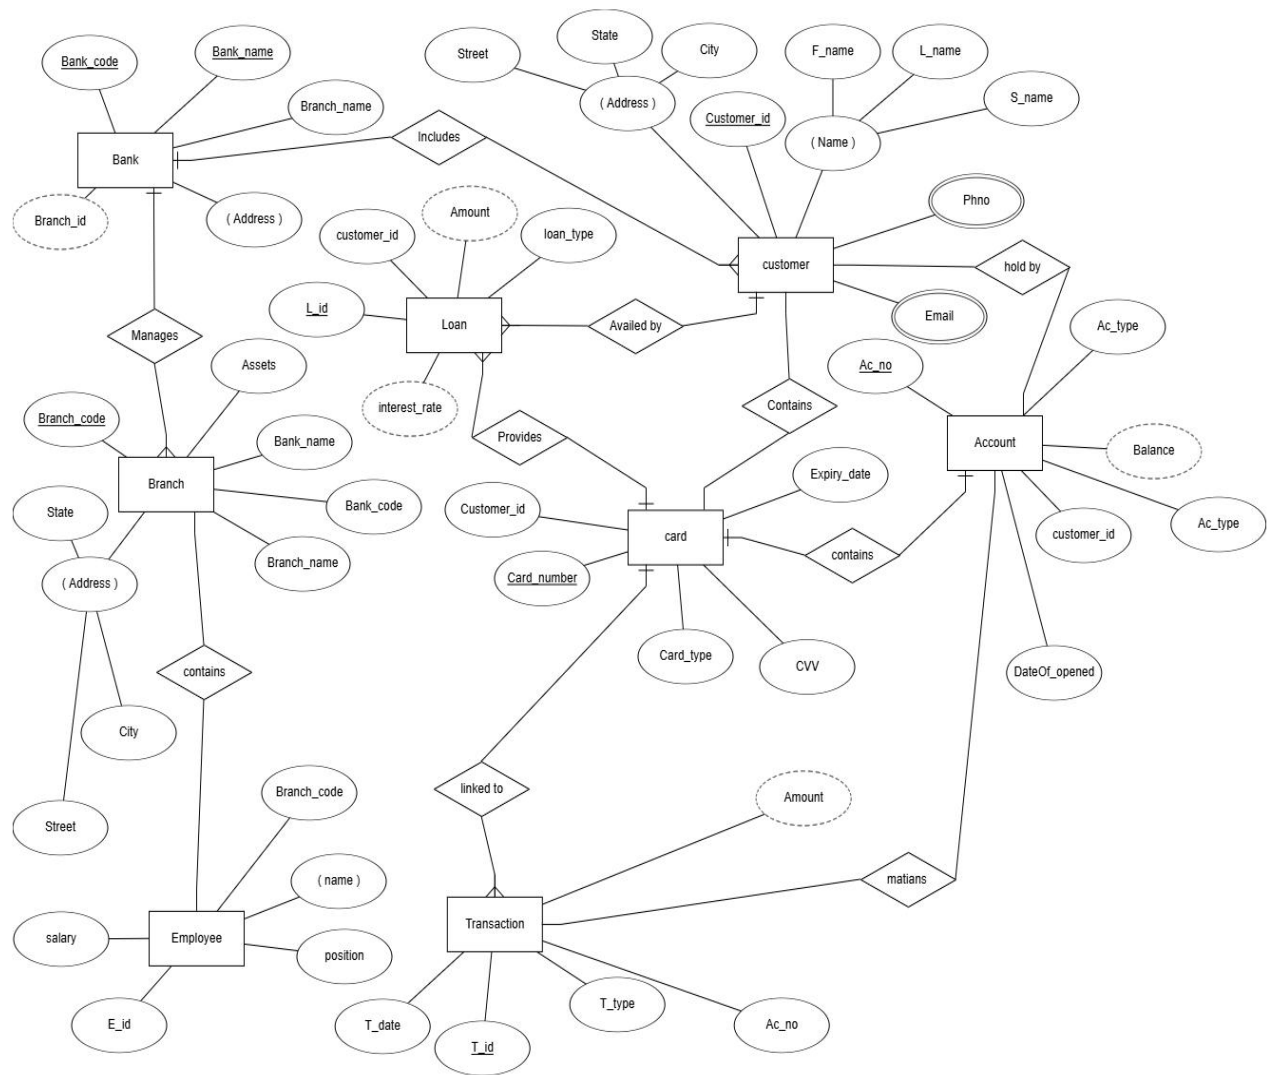 Bank_code
Bank_name
Branch_name
Bank
Branch_id
( Address )
Includes
Street
State
City
( Address )
Customer_id
F_name
L_name
S_name
( Name )
Phno
customer
hold by
Email
customer_id
Amount
loan_type
L_id
Loan
interest_rate
Availed by
Manages
Provides
Contains
Ac_no
Ac_type
Account
Balance
Ac_type
customer_id
DateOf_opened
Assets
Branch_code
Bank_name
Branch
Bank_code
Branch_name
State
( Address )
City
Street
contains
Customer_id
Expiry_date
card
Card_number
Card_type
CVV
contains
linked to
Amount
matians
Branch_code
( name )
salary
Employee
position
E_id
Transaction
T_date
T_id
T_type
Ac_no